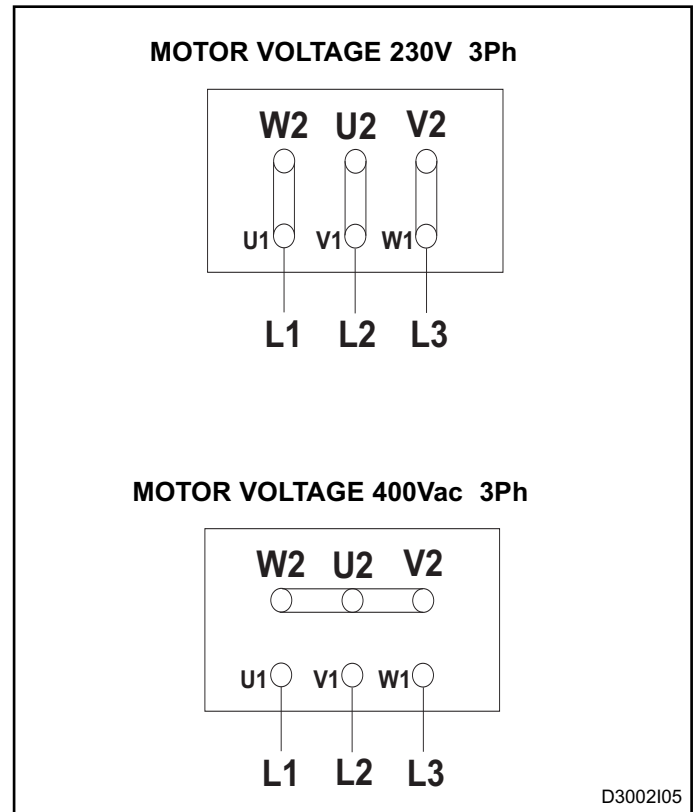 MOTOR VOLTAGE 230V 3Ph
W2 U2 V2
U1 V1 W1
L1 L2 L3
MOTOR VOLTAGE 400Vac 3Ph
W2 U2 V2
U1 V1 W1
L1 L2 L3
D3002I05